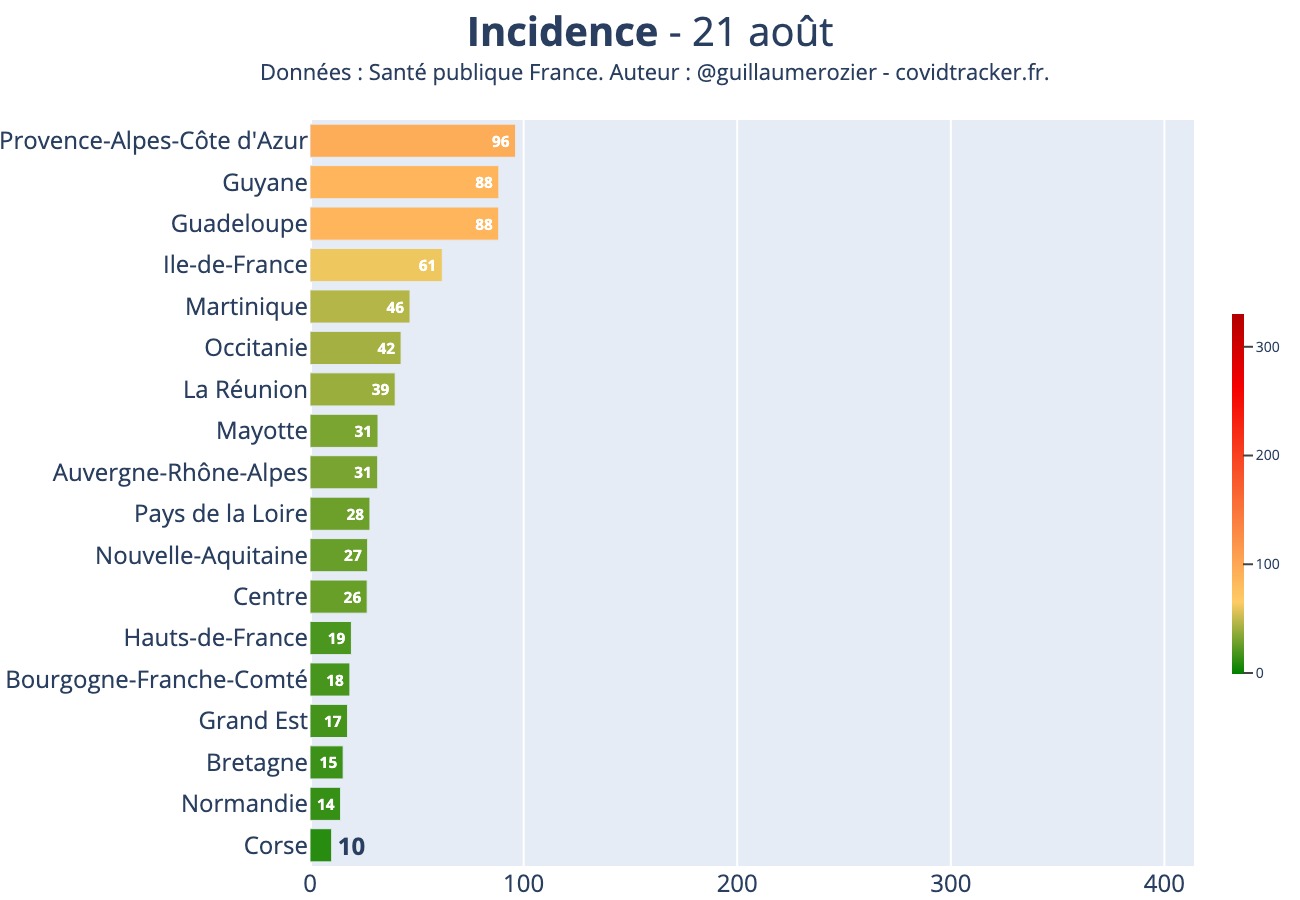 Incidence - 21 août
Données : Santé publique France. Auteur : @guillaumerozier - covidtracker.fr.
Provence-Alpes-Côte d'Azur 96
Guyane 88
Guadeloupe 88
Ile-de-France 61
Martinique 46
Occitanie 42
La Réunion 39
Mayotte 31
Auvergne-Rhône-Alpes 31
Pays de la Loire 28
Nouvelle-Aquitaine 27
Centre 26
Hauts-de-France 19
Bourgogne-Franche-Comté 18
Grand Est 17
Bretagne 15
Normandie 14
Corse 10
0 100 200 300 400
300
200
100
0